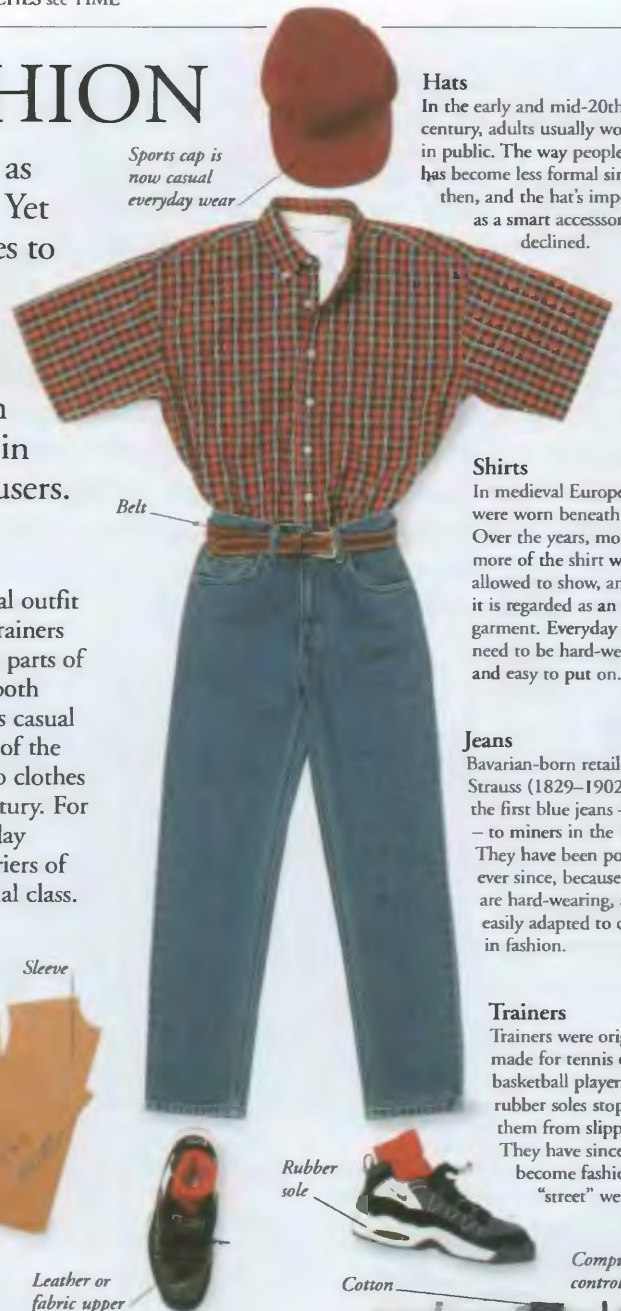 see TIME
HION
as
Yet
es to
n
in
users.
al outfit
rainers
parts of
both
s casual
of the
o clothes
tury. For
lay
riers of
al class.
Sports cap is
now casual
everyday wear
Hats
In the early and mid-20th
century, adults usually wo
in public. The way people
has become less formal sin
then, and the hat's imp
as a smart accessor
declined.
Belt
Shirts
In medieval Europe
were worn beneath
Over the years, mo
more of the shirt w
allowed to show, an
it is regarded as an
garment. Everyday
need to be hard-we
and easy to put on.
Jeans
Bavarian-born retail
Strauss (1829–1902
the first blue jeans –
– to miners in the
They have been po
ever since, because
are hard-wearing, a
easily adapted to c
in fashion.
Sleeve
Trainers
Trainers were orig
made for tennis
basketball player
rubber soles stop
them from slipp
They have since
become fashio
"street" we
Rubber
sole
Leather or
fabric upper
Cotton
Compu
control